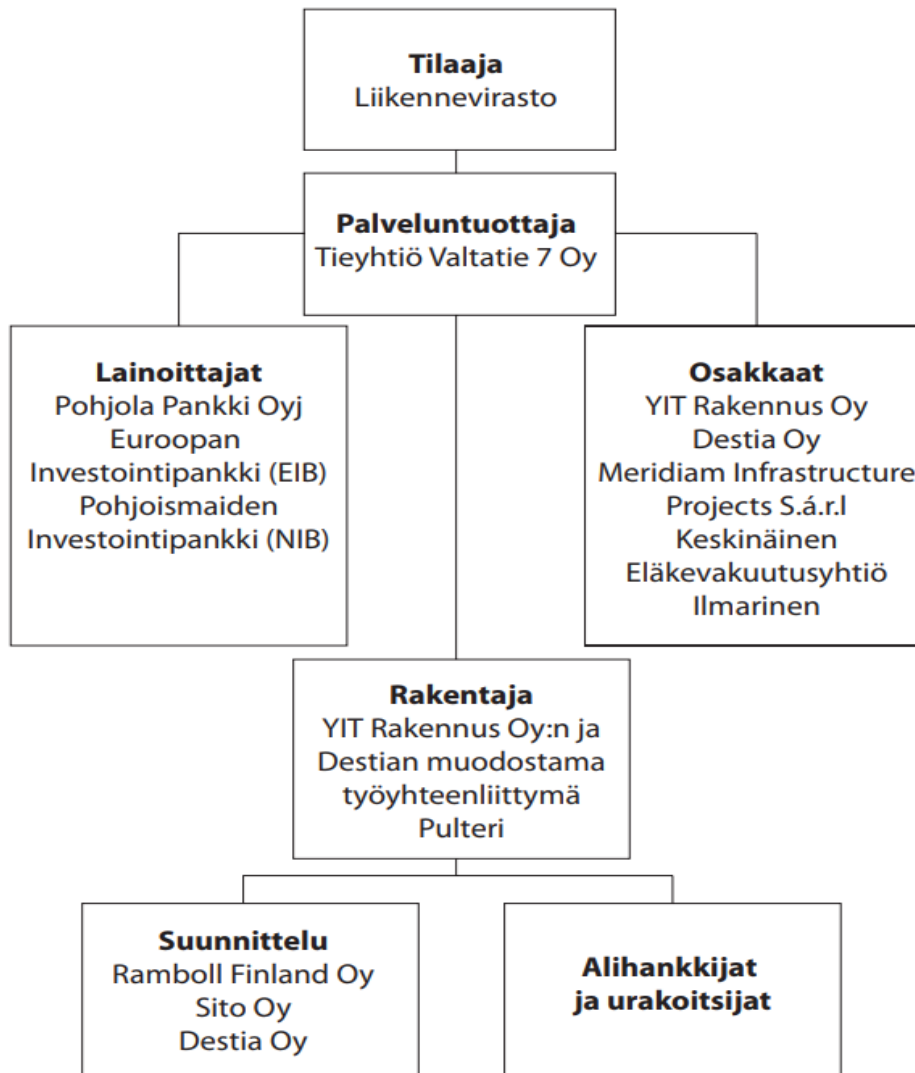 Tilaaja
Liikennevirasto
Palveluntuottaja
Tieyhtiö Valtatie 7 Oy
Lainoittajat
Pohjola Pankki Oyj
Euroopan
Investointipankki (EIB)
Pohjoismaiden
Investointipankki (NIB)
Osakkaat
YIT Rakennus Oy
Destia Oy
Meridiam Infrastructure
Projects S.á.r.l
Keskinäinen
Eläkevakuutusyhtiö
Ilmarinen
Rakentaja
YIT Rakennus Oy:n ja
Destian muodostama
työyhteenliittymä
Pulteri
Suunnittelu
Ramboll Finland Oy
Sito Oy
Destia Oy
Alihankkijat
ja urakoitsijat